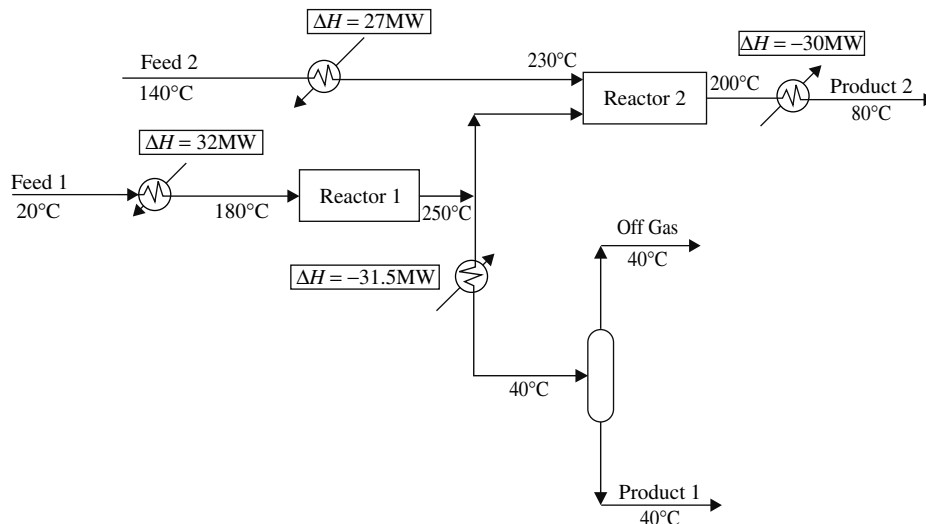 ΔH = 27MW
ΔH = −30MW
Feed 2
140°C
230°C
Reactor 2
200°C
Product 2
80°C
ΔH = 32MW
Feed 1
20°C
180°C
Reactor 1
250°C
ΔH = −31.5MW
Off Gas
40°C
40°C
Product 1
40°C